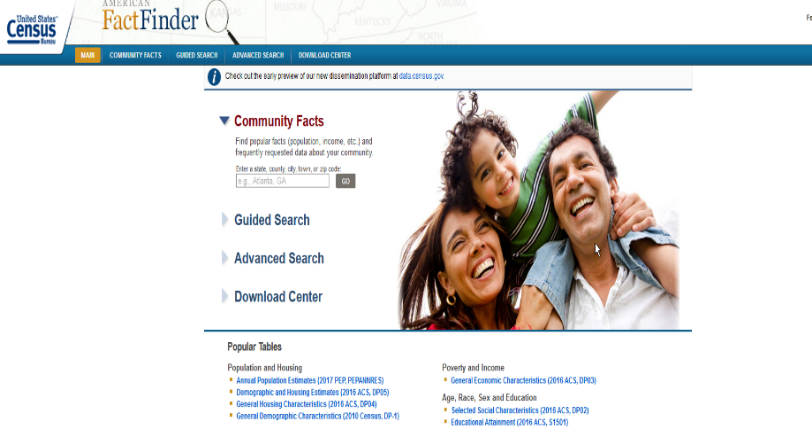 AMERICAN
FactFinder
United States®
Census
Bureau
KANSAS
MISSOURI
KENTUCKY
VIRGINIA
NORTH
CAROLINA
MAIN COMMUNITY FACTS GUIDED SEARCH ADVANCED SEARCH DOWNLOAD CENTER
i Check out the early preview of our new dissemination platform at data.census.gov.
Community Facts
Find popular facts (population, income, etc.) and
frequently requested data about your community.
Enter a state, county, city, town, or zip code:
e.g., Atlanta, GA GO
Guided Search
Advanced Search
Download Center
Popular Tables
Population and Housing
Annual Population Estimates (2017 PEP, PEPANNRES)
Demographic and Housing Estimates (2016 ACS, DP05)
General Housing Characteristics (2016 ACS, DP04)
General Demographic Characteristics (2010 Census, DP-1)
Poverty and Income
General Economic Characteristics (2016 ACS, DP03)
Age, Race, Sex and Education
Selected Social Characteristics (2016 ACS, DP02)
Educational Attainment (2016 ACS, S1501)